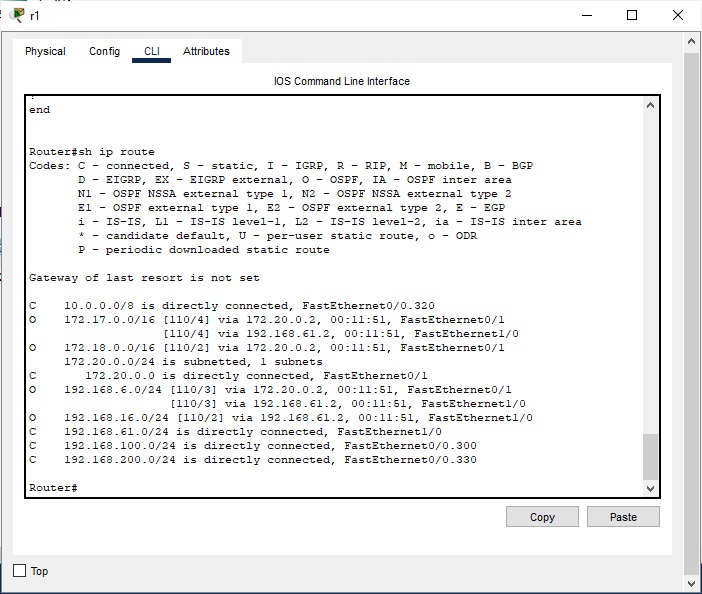 r1
Physical Config CLI Attributes
IOS Command Line Interface
end
Router#sh ip route
Codes: C - connected, S - static, I - IGRP, R - RIP, M - mobile, B - BGP
D - EIGRP, EX - EIGRP external, O - OSPF, IA - OSPF inter area
N1 - OSPF NSSA external type 1, N2 - OSPF NSSA external type 2
E1 - OSPF external type 1, E2 - OSPF external type 2, E - EGP
i - IS-IS, L1 - IS-IS level-1, L2 - IS-IS level-2, ia - IS-IS inter area
* - candidate default, U - per-user static route, o - ODR
P - periodic downloaded static route
Gateway of last resort is not set
C 10.0.0.0/8 is directly connected, FastEthernet0/0.320
O 172.17.0.0/16 [110/4] via 172.20.0.2, 00:11:51, FastEthernet0/1
[110/4] via 192.168.61.2, 00:11:51, FastEthernet1/0
O 172.18.0.0/16 [110/2] via 172.20.0.2, 00:11:51, FastEthernet0/1
172.20.0.0/24 is subnetted, 1 subnets
C 172.20.0.0 is directly connected, FastEthernet0/1
O 192.168.6.0/24 [110/3] via 172.20.0.2, 00:11:51, FastEthernet0/1
[110/3] via 192.168.61.2, 00:11:51, FastEthernet1/0
O 192.168.16.0/24 [110/2] via 192.168.61.2, 00:11:51, FastEthernet1/0
C 192.168.61.0/24 is directly connected, FastEthernet1/0
C 192.168.100.0/24 is directly connected, FastEthernet0/0.300
C 192.168.200.0/24 is directly connected, FastEthernet0/0.330
Router#
Copy Paste
Top